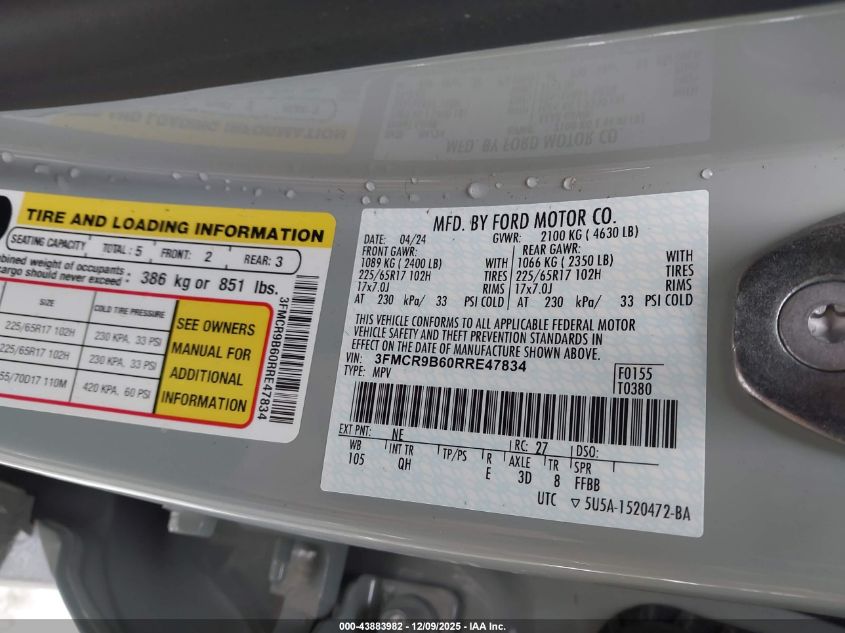 TIRE AND LOADING INFORMATION
SEATING CAPACITY TOTAL: 5 FRONT: 2 REAR: 3
bined weight of occupants
cargo should never exceed: 386 kg or 851 lbs.
SIZE COLD TIRE PRESSURE
225/65R17 102H 230 KPA, 33 PSI
225/65R17 102H 230 KPA, 33 PSI
55/70D17 110M 420 KPA, 60 PSI
SEE OWNERS
MANUAL FOR
ADDITIONAL
INFORMATION
3FMCR9B60RRE47834
MFD. BY FORD MOTOR CO.
DATE: 04/24 GVWR: 2100 KG ( 4630 LB)
FRONT GAWR: REAR GAWR:
1089 KG ( 2400 LB) WITH 1066 KG ( 2350 LB) WITH
225/65R17 102H TIRES 225/65R17 102H TIRES
17x7.0J RIMS 17x7.0J RIMS
AT 230 kPa/ 33 PSI COLD AT 230 kPa/ 33 PSI COLD
THIS VEHICLE CONFORMS TO ALL APPLICABLE FEDERAL MOTOR
VEHICLE SAFETY AND THEFT PREVENTION STANDARDS IN
EFFECT ON THE DATE OF MANUFACTURE SHOWN ABOVE.
VIN: 3FMCR9B60RRE47834
TYPE: MPV
F0155
T0380
EXT PNT: NE RC: 27 DSO:
WB INT TR TP/PS R AXLE TR SPR
105 QH E 3D 8 FFBB
UTC ▽ 5U5A-1520472-BA
000-43883982 - 12/09/2025 - IAA Inc.